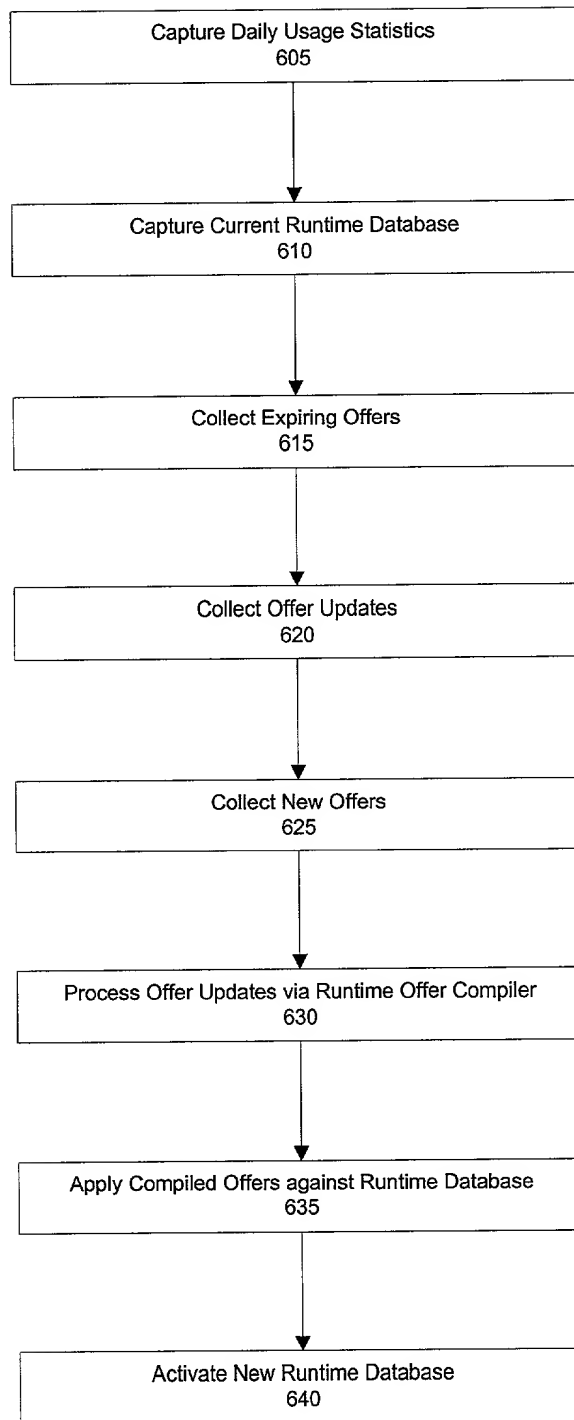 Capture Daily Usage Statistics
605
Capture Current Runtime Database
610
Collect Expiring Offers
615
Collect Offer Updates
620
Collect New Offers
625
Process Offer Updates via Runtime Offer Compiler
630
Apply Compiled Offers against Runtime Database
635
Activate New Runtime Database
640